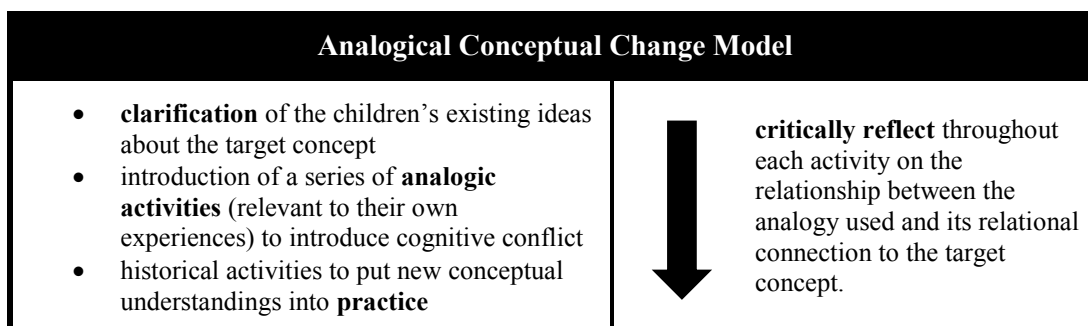 Analogical Conceptual Change Model
• clarification of the children's existing ideas
about the target concept
• introduction of a series of analogic
activities (relevant to their own
experiences) to introduce cognitive conflict
• historical activities to put new conceptual
understandings into practice
critically reflect throughout
each activity on the
relationship between the
analogy used and its relational
connection to the target
concept.